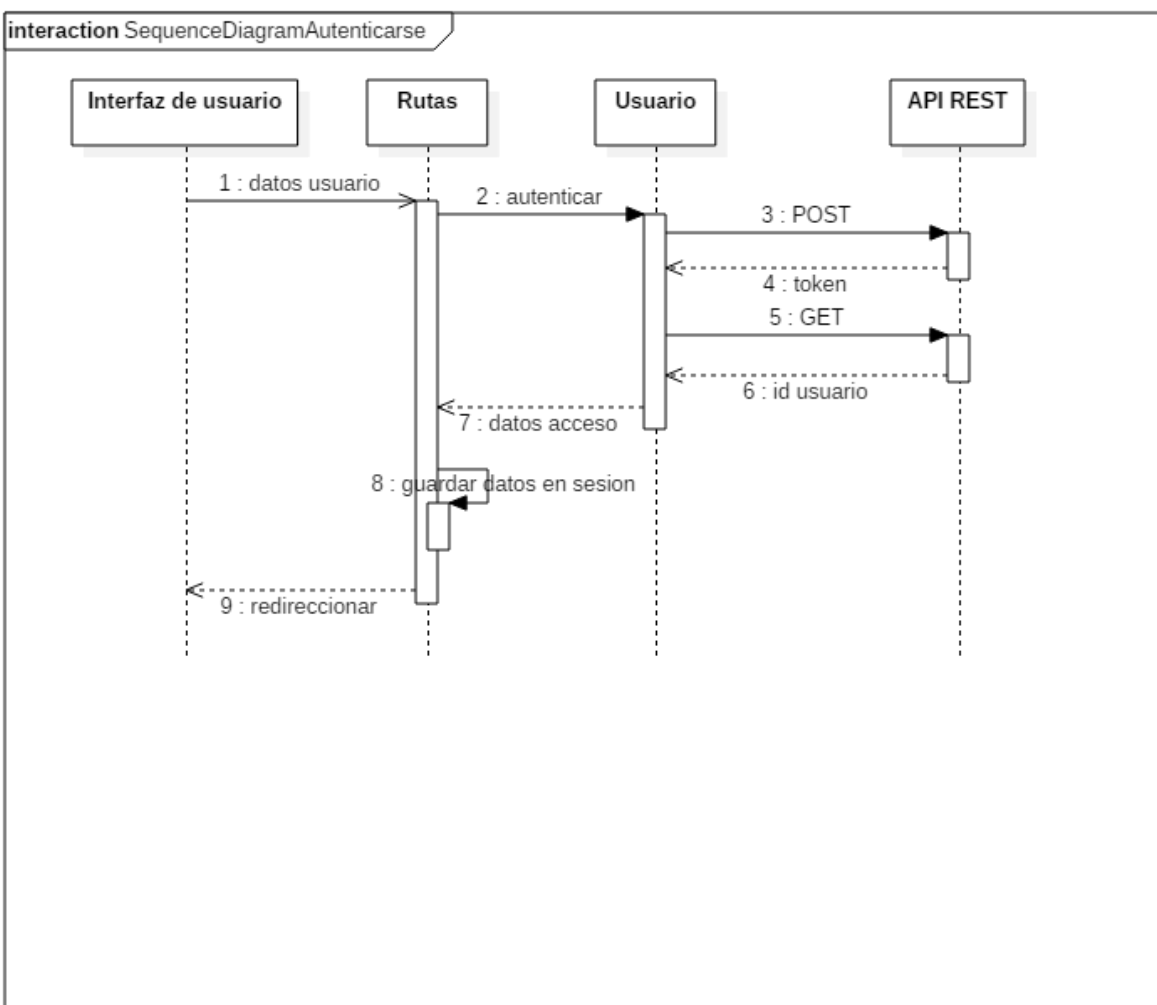 interaction SequenceDiagramAutenticarse
Interfaz de usuario
Rutas
Usuario
API REST
1 : datos usuario
2 : autenticar
3 : POST
4 : token
5 : GET
6 : id usuario
7 : datos acceso
8 : guardar datos en sesion
9 : redireccionar